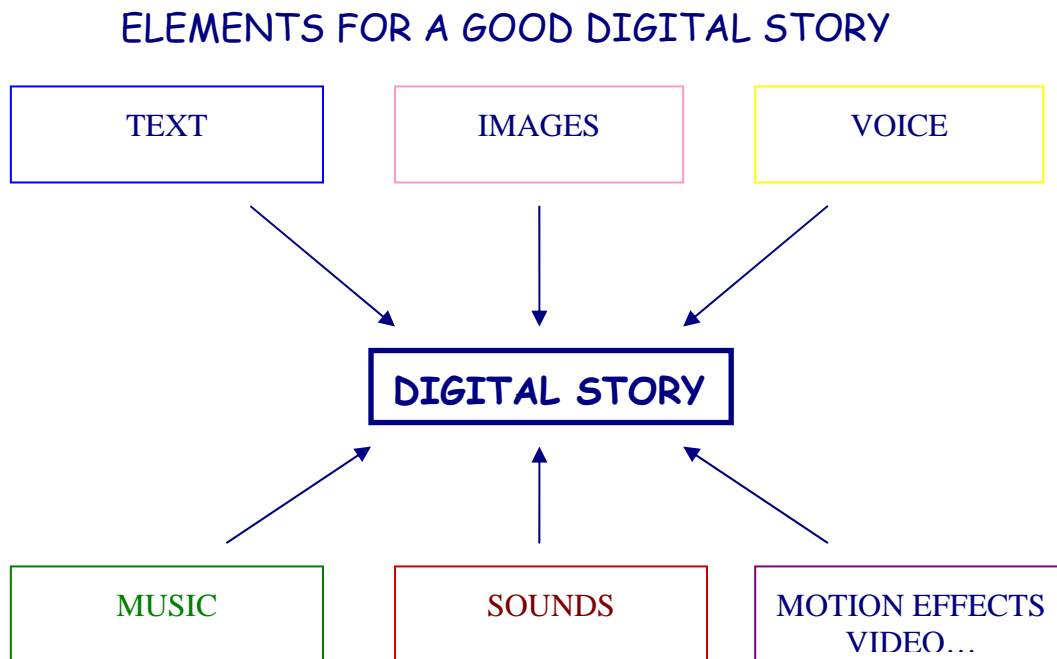 ELEMENTS FOR A GOOD DIGITAL STORY
TEXT
IMAGES
VOICE
DIGITAL STORY
MUSIC
SOUNDS
MOTION EFFECTS
VIDEO…